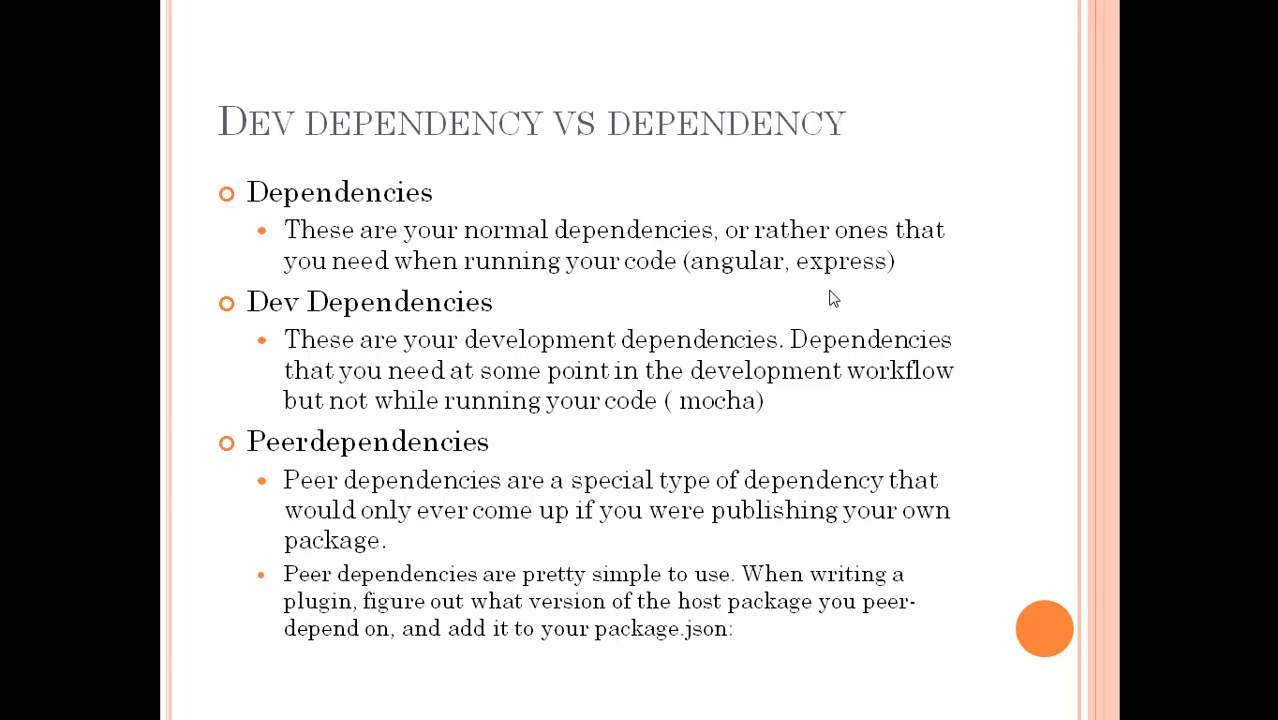 DEV DEPENDENCY VS DEPENDENCY
Dependencies
These are your normal dependencies, or rather ones that
you need when running your code (angular, express)
Dev Dependencies
These are your development dependencies. Dependencies
that you need at some point in the development workflow
but not while running your code ( mocha)
Peerdependencies
Peer dependencies are a special type of dependency that
would only ever come up if you were publishing your own
package.
Peer dependencies are pretty simple to use. When writing a
plugin, figure out what version of the host package you peer-
depend on, and add it to your package.json: